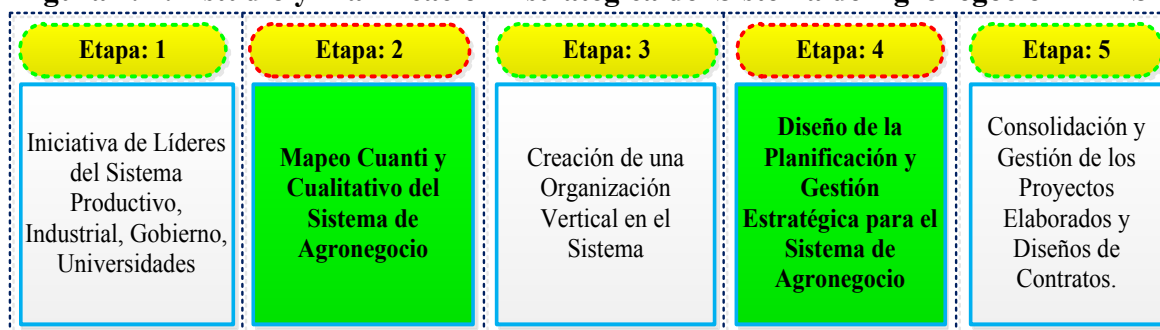 Etapa: 1
Iniciativa de Líderes
del Sistema
Productivo,
Industrial, Gobierno,
Universidades
Etapa: 2
Mapeo Cuanti y
Cualitativo del
Sistema de
Agronegocio
Etapa: 3
Creación de una
Organización
Vertical en el
Sistema
Etapa: 4
Diseño de la
Planificación y
Gestión
Estratégica para el
Sistema de
Agronegocio
Etapa: 5
Consolidación y
Gestión de los
Proyectos
Elaborados y
Diseños de
Contratos.